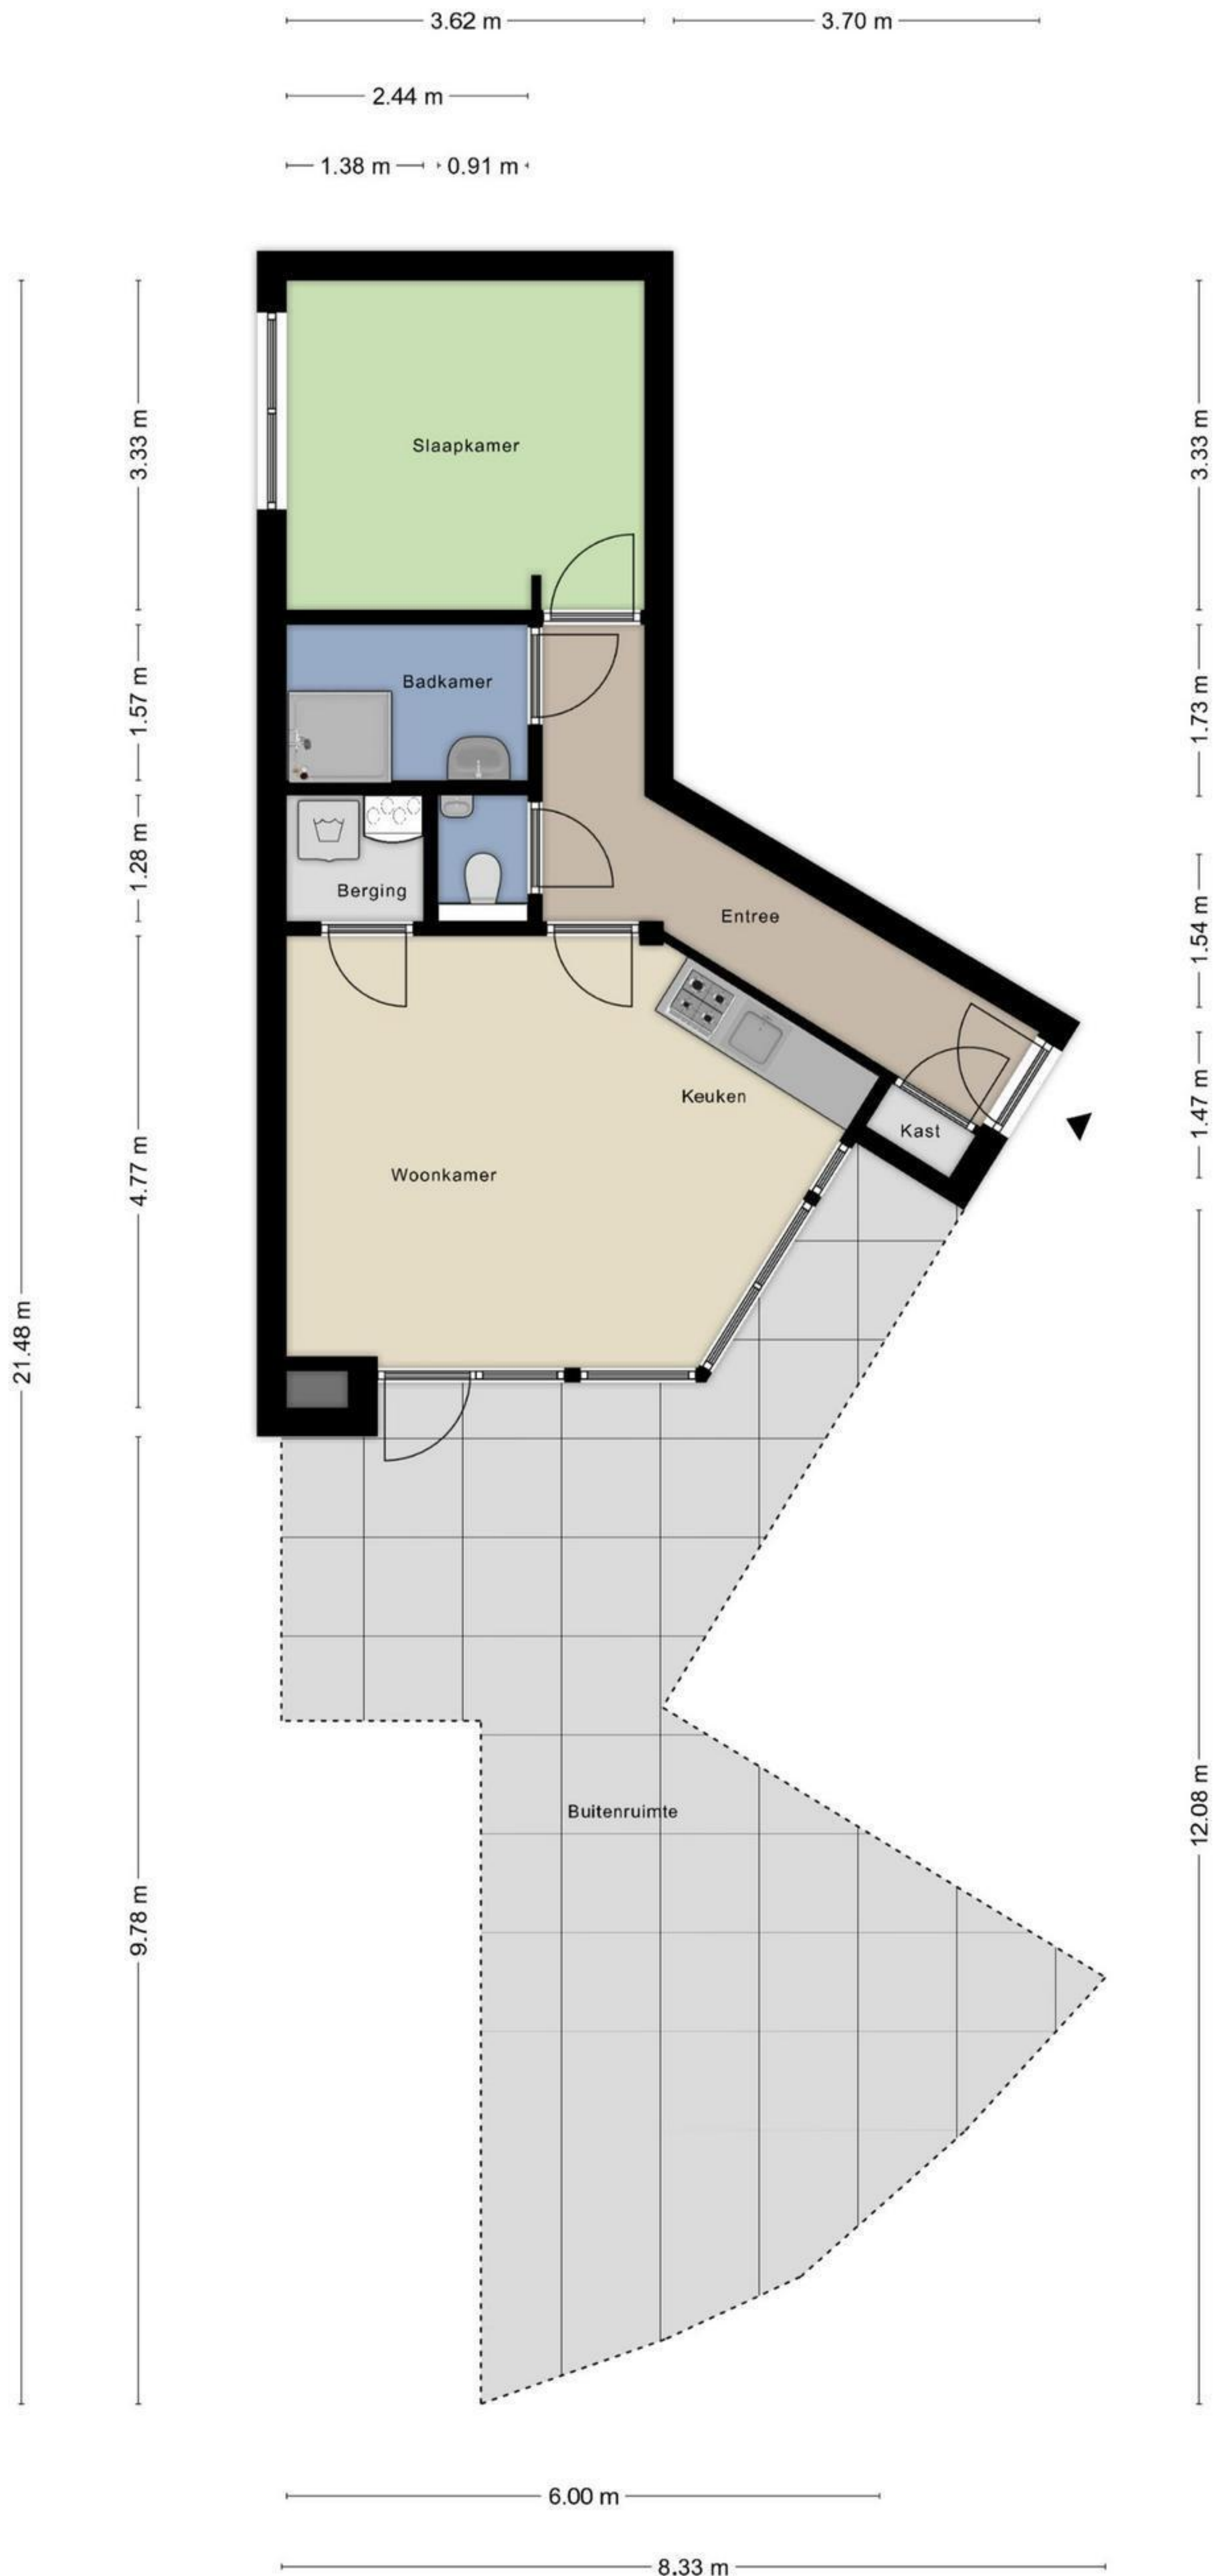 3.62 m
3.70 m
2.44 m
1.38 m
0.91 m
3.33 m
3.33 m
Slaapkamer
1.57 m
Badkamer
1.73 m
1.28 m
Berging
Entree
1.54 m
Keuken
1.47 m
Kast
4.77 m
Woonkamer
21.48 m
Buitenruimte
12.08 m
9.78 m
6.00 m
8.33 m